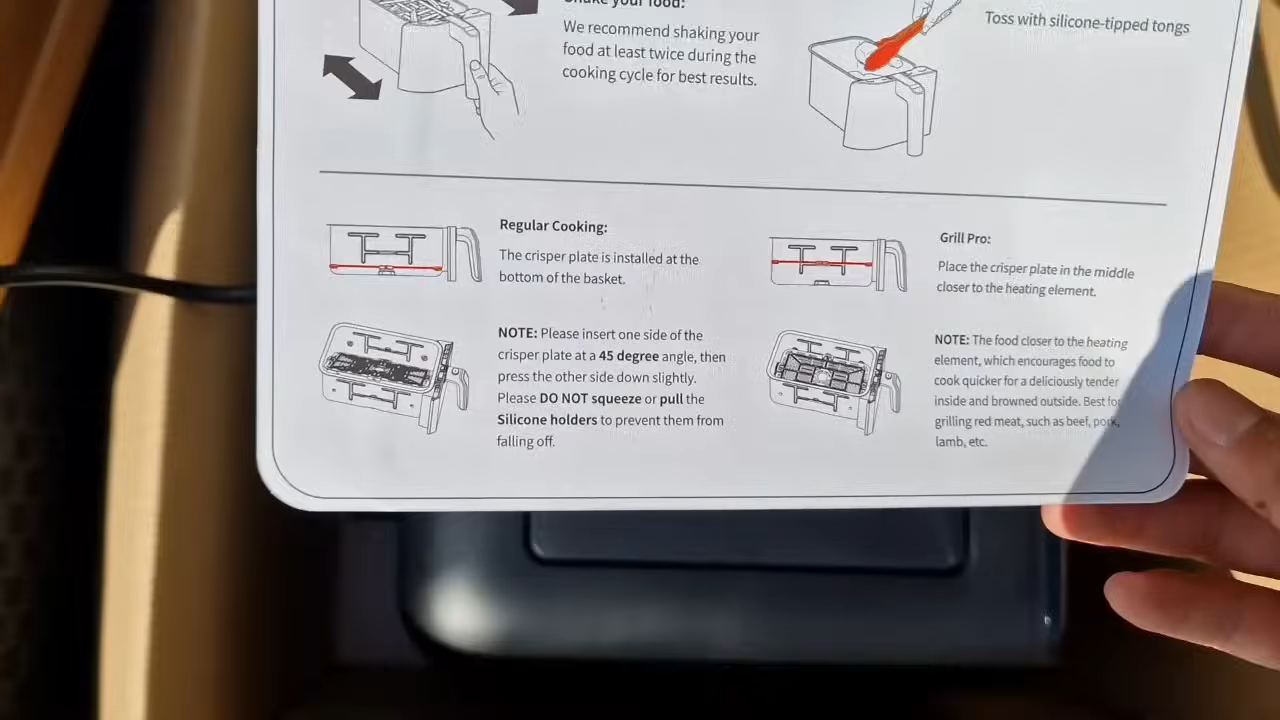 Shake your food:
We recommend shaking your
food at least twice during the
cooking cycle for best results.
Toss with silicone-tipped tongs
Regular Cooking:
The crisper plate is installed at the
bottom of the basket.
NOTE: Please insert one side of the
crisper plate at a 45 degree angle, then
press the other side down slightly.
Please DO NOT squeeze or pull the
Silicone holders to prevent them from
falling off.
Grill Pro:
Place the crisper plate in the middle
closer to the heating element.
NOTE: The food closer to the heating
element, which encourages food to
cook quicker for a deliciously tender
inside and browned outside. Best for
grilling red meat, such as beef, pork,
lamb, etc.